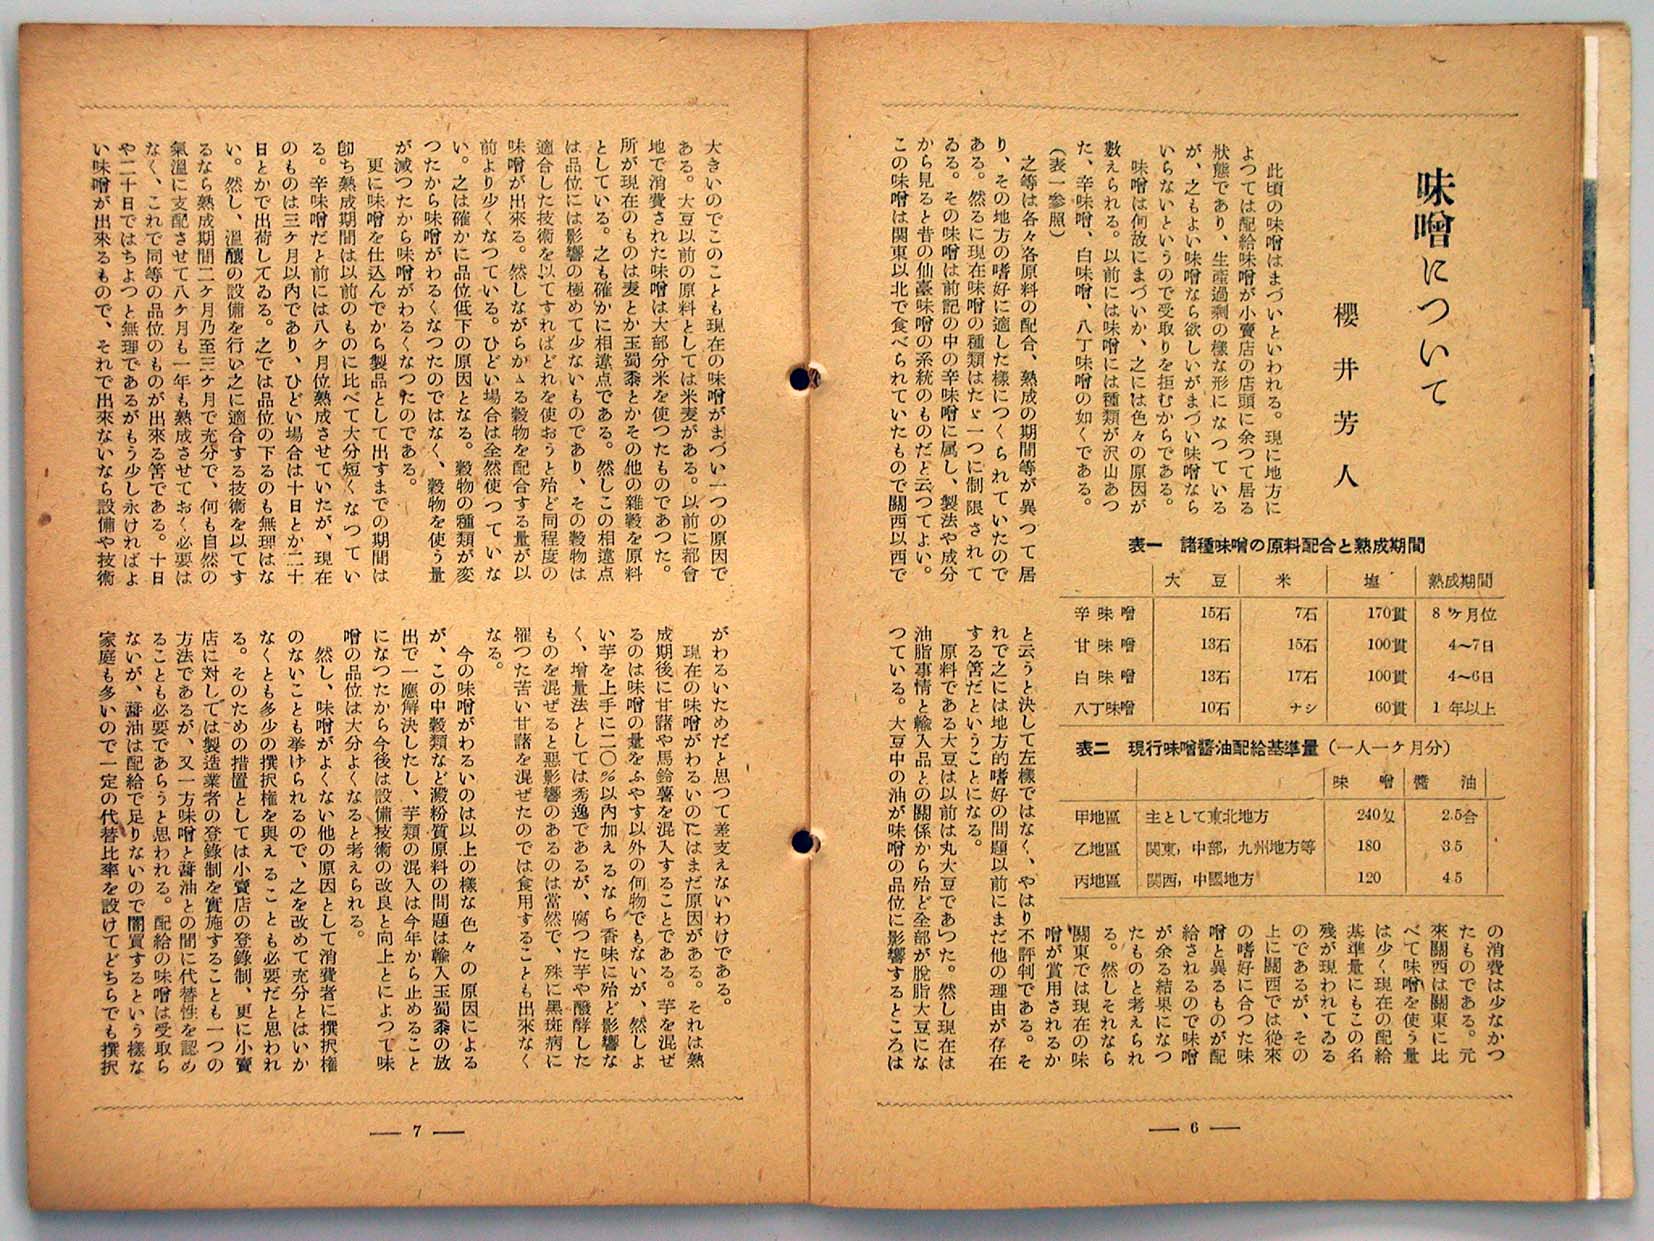 味噌について
櫻井芳人
此頃の味噌はまづいといわれる。現に地方に
よつては配給味噌が小賣店の店頭に余つて居る
狀態であり、生産過剩の樣な形になつている
が、之もよい味噌なら欲しいがまづい味噌なら
いらないというので受取りを拒むからである。
味噌は何故にまづいか、之には色々の原因が
數えられる。以前には味噌には種類が沢山あつ
た、辛味噌、白味噌、八丁味噌の如くである。
(表一参照)
之等は各々各原料の配合、熟成の期間等が異つて居
り、その地方の嗜好に適した樣につくられていたので
ある。然るに現在味噌の種類はたゞ一つに制限されて
ゐる。その味噌は前記の中の辛味噌に属し、製法や成分
から見ると昔の仙臺味噌の系統のものだと云つてよい。
この味噌は関東以北で食べられていたもので關西以西で
表一 諸種味噌の原料配合と熟成期間
大豆 米 塩 熟成期間
辛味噌 15石 7石 170貫 8ヶ月位
甘味噌 13石 15石 100貫 4〜7日
白味噌 13石 17石 100貫 4〜6日
八丁味噌 10石 ナシ 60貫 1年以上
表二 現行味噌醬油配給基準量(一人一ヶ月分)
味噌 醬油
甲地區 主として東北地方 240匁 2.5合
乙地區 関東，中部，九州地方等 180 3.5
丙地區 関西，中國地方 120 4.5
の消費は少なかつ
たものである。元
來關西は關東に比
べて味噌を使う量
は少く現在の配給
基準量にもこの名
残が現われてゐる
のであるが、その
上に關西では從來
の嗜好に合つた味
噌と異るものが配
給されるので味噌
が余る結果になつ
たものと考えられ
る。然しそれなら
関東では現在の味
噌が賞用されるか
と云うと決して左樣ではなく、やはり不評判である。そ
れで之には地方的嗜好の問題以前にまだ他の理由が存在
する筈だということになる。
原料である大豆は以前は丸大豆であつた。然し現在は
油脂事情と輸入品との關係から殆ど全部が脫脂大豆にな
つている。大豆中の油が味噌の品位に影響するところは
6
大きいのでこのことも現在の味噌がまづい一つの原因で
ある。大豆以前の原料としては米麦がある。以前に都會
地で消費された味噌は大部分米を使つたものであつた。
所が現在のものは麦とか玉蜀黍とかその他の雜穀を原料
としている。之も確かに相違点である。然しこの相違点
は品位には影響の極めて少ないものであり、その穀物は
適合した技術を以てすればどれを使おうと殆ど同程度の
味噌が出來る。然しながらかゝる穀物を配合する量が以
前より少くなつている。ひどい場合は全然使つていな
い。之は確かに品位低下の原因となる。穀物の種類が変
つたから味噌がわるくなつたのではなく、穀物を使う量
が減つたから味噌がわるくなつたのである。
更に味噌を仕込んでから製品として出すまでの期間は
卽ち熟成期間は以前のものに比べて大分短くなつてい
る。辛味噌だと前には八ヶ月位熟成させていたが、現在
のものは三ヶ月以内であり、ひどい場合は十日とか二十
日とかで出荷してゐる。之では品位の下るのも無理はな
い。然し、溫釀の設備を行い之に適合する技術を以てす
るなら熟成期間二ヶ月乃至三ヶ月で充分で、何も自然の
氣溫に支配させて八ヶ月も一年も熟成させておく必要は
なく、これで同等の品位のものが出來る筈である。十日
や二十日ではちよつと無理であるがもう少し永ければよ
い味噌が出來るもので、それで出來ないなら設備や技術
がわるいためだと思つて差支えないわけである。
現在の味噌がわるいのにはまだ原因がある。それは熟
成期後に甘藷や馬鈴薯を混入することである。芋を混ぜ
るのは味噌の量をふやす以外の何物でもないが、然しよ
い芋を上手に二〇％以内加えるなら香味に殆ど影響な
く、增量法としては秀逸であるが、腐つた芋や醱酵した
ものを混ぜると惡影響のあるのは當然で、殊に黒斑病に
罹つた苦い甘藷を混ぜたのでは食用することも出來なく
なる。
今の味噌がわるいのは以上の樣な色々の原因による
が、この中穀類など澱粉質原料の問題は輸入玉蜀黍の放
出で一應解決したし、芋類の混入は今年から止めること
になつたから今後は設備技術の改良と向上とによつて味
噌の品位は大分よくなると考えられる。
然し、味噌がよくない他の原因として消費者に撰択権
のないことも挙げられるので、之を改めて充分とはいか
なくとも多少の撰択權を與えることも必要だと思われ
る。そのための措置としては小賣店の登錄制、更に小賣
店に対しては製造業者の登錄制を實施することも一つの
方法であるが、又一方味噌と醬油との間に代替性を認め
ることも必要であらうと思われる。配給の味噌は受取ら
ないが、醬油は配給で足りないので闇買するという樣な
家庭も多いので一定の代替比率を設けてどちらでも撰択
7